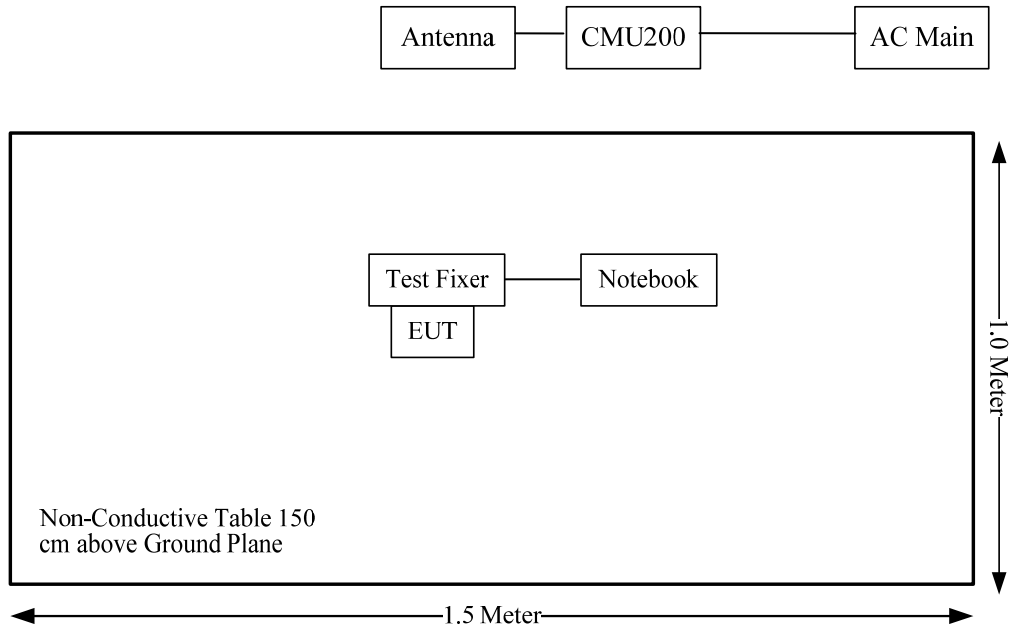 Antenna
CMU200
AC Main
Test Fixer
Notebook
EUT
1.0 Meter
Non-Conductive Table 150
cm above Ground Plane
1.5 Meter